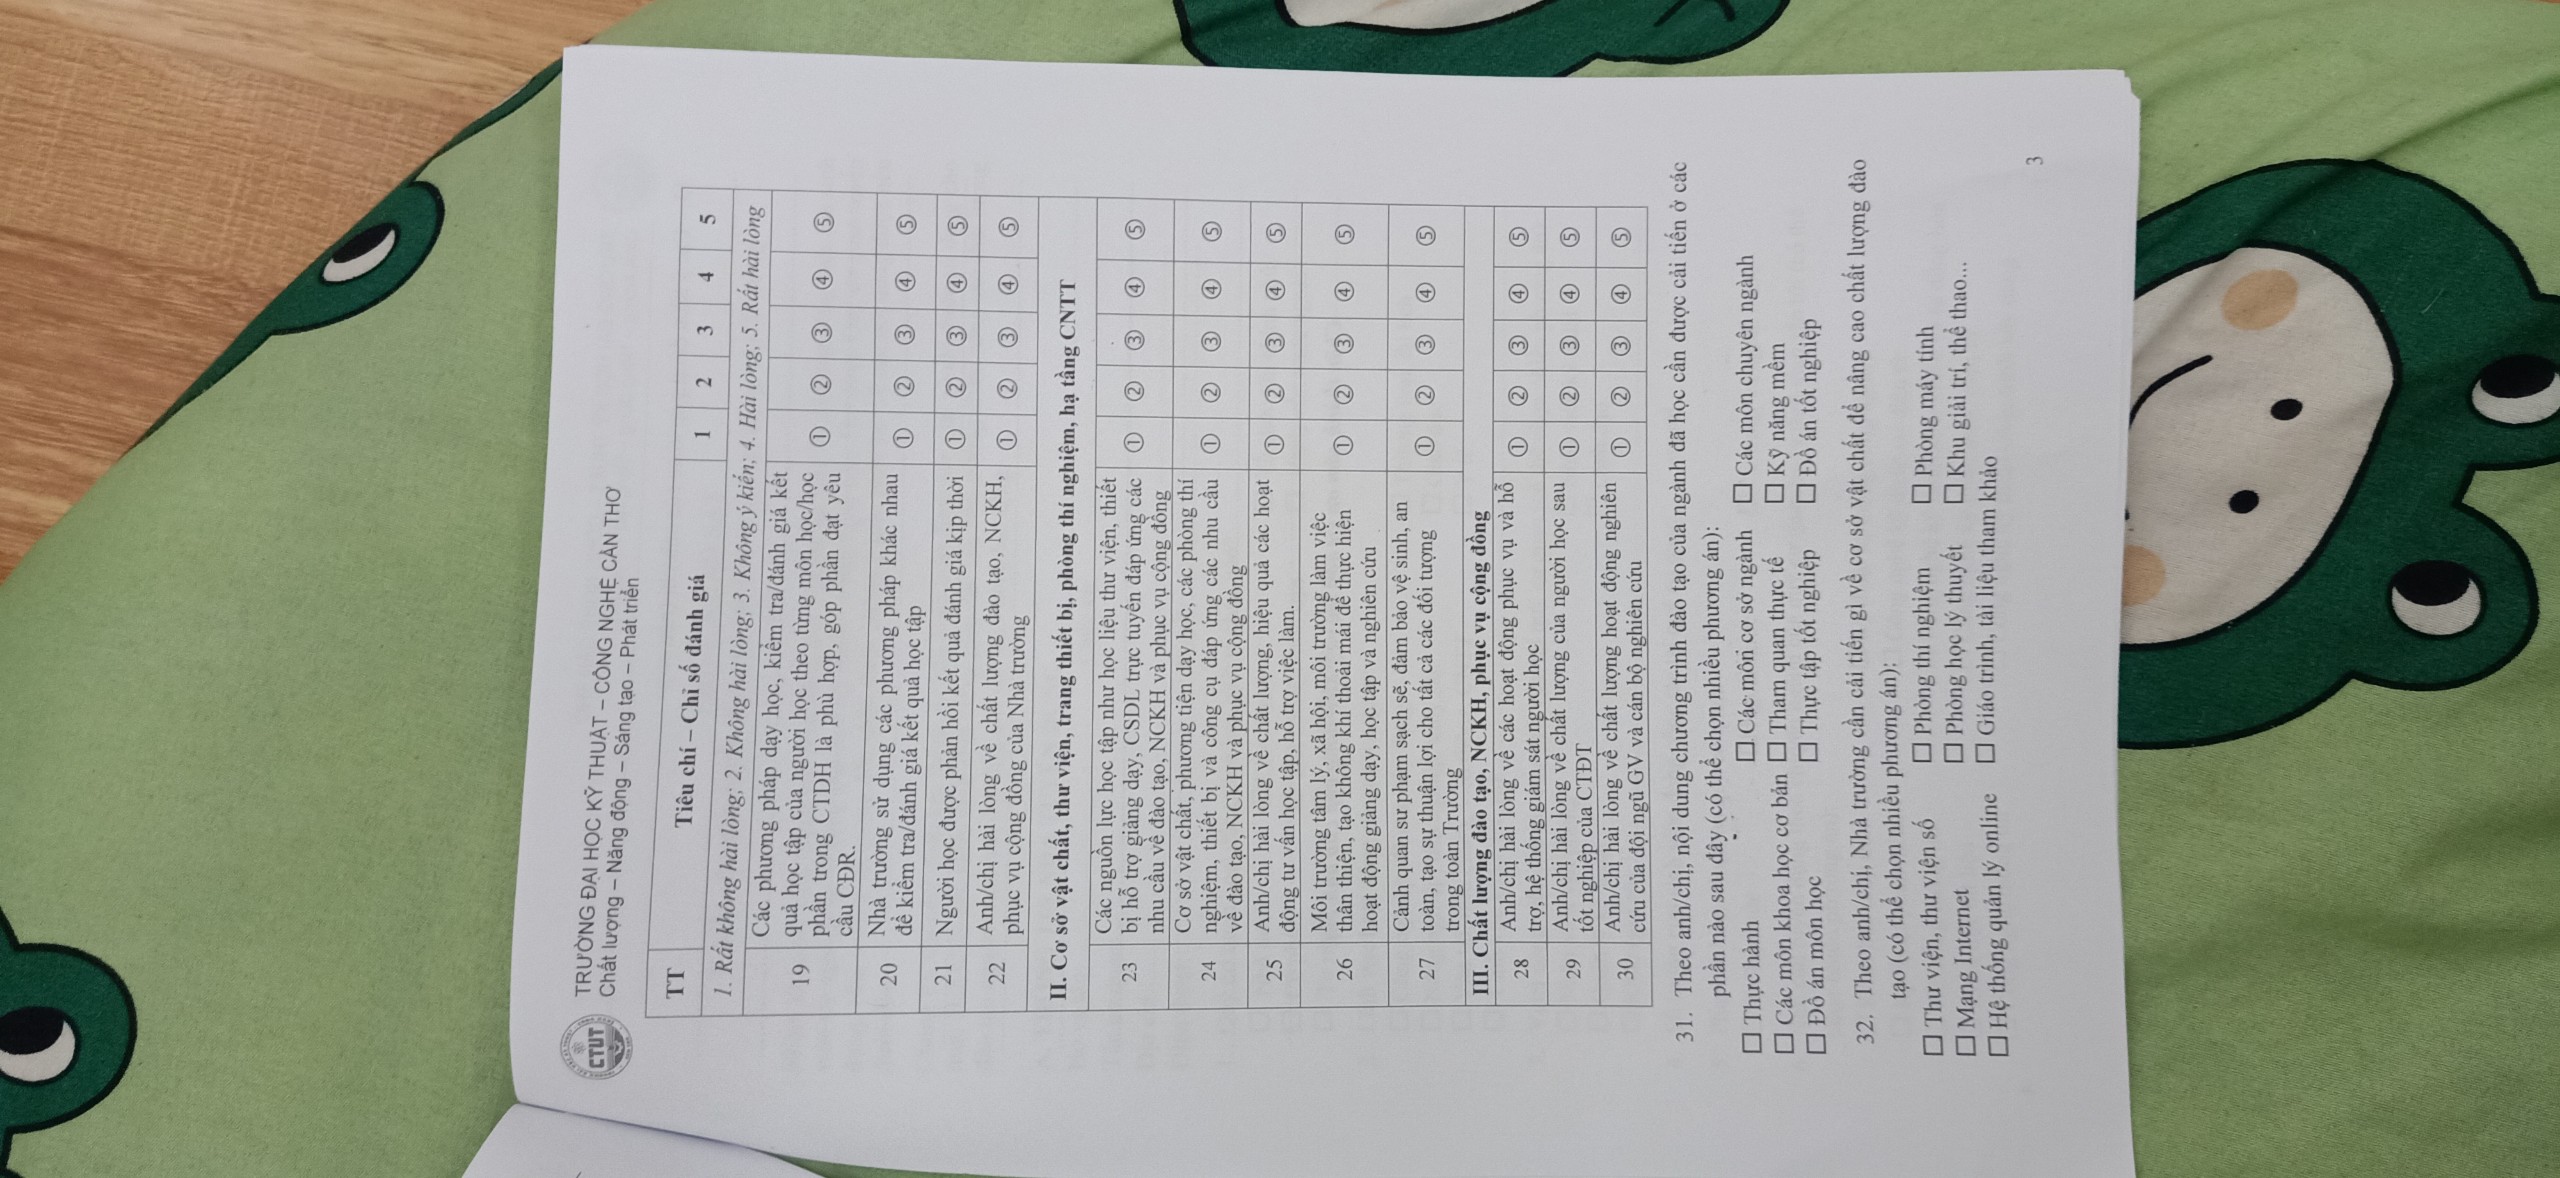 CTUT
TRƯỜNG ĐẠI HỌC KỸ THUẬT – CÔNG NGHỆ CẦN THƠ
Chất lượng – Năng động – Sáng tạo – Phát triển
TT Tiêu chí – Chỉ số đánh giá 1 2 3 4 5
1. Rất không hài lòng; 2. Không hài lòng; 3. Không ý kiến; 4. Hài lòng; 5. Rất hài lòng
Các phương pháp dạy học, kiểm tra/đánh giá kết
19 quả học tập của người học theo từng môn học/học
phần trong CTDH là phù hợp, góp phần đạt yêu ① ② ③ ④ ⑤
cầu CĐR.
20 Nhà trường sử dụng các phương pháp khác nhau
để kiểm tra/đánh giá kết quả học tập ① ② ③ ④ ⑤
21 Người học được phản hồi kết quả đánh giá kịp thời ① ② ③ ④ ⑤
22 Anh/chị hài lòng về chất lượng đào tạo, NCKH,
phục vụ cộng đồng của Nhà trường ① ② ③ ④ ⑤
II. Cơ sở vật chất, thư viện, trang thiết bị, phòng thí nghiệm, hạ tầng CNTT
Các nguồn lực học tập như học liệu thư viện, thiết
23 bị hỗ trợ giảng dạy, CSDL trực tuyến đáp ứng các ① ② ③ ④ ⑤
nhu cầu về đào tạo, NCKH và phục vụ cộng đồng
Cơ sở vật chất, phương tiện dạy học, các phòng thí
24 nghiệm, thiết bị và công cụ đáp ứng các nhu cầu ① ② ③ ④ ⑤
về đào tạo, NCKH và phục vụ cộng đồng
25 Anh/chị hài lòng về chất lượng, hiệu quả các hoạt ① ② ③ ④ ⑤
động tư vấn học tập, hỗ trợ việc làm.
Môi trường tâm lý, xã hội, môi trường làm việc
26 thân thiện, tạo không khí thoải mái để thực hiện ① ② ③ ④ ⑤
hoạt động giảng dạy, học tập và nghiên cứu
Cảnh quan sư phạm sạch sẽ, đảm bảo vệ sinh, an
27 toàn, tạo sự thuận lợi cho tất cả các đối tượng ① ② ③ ④ ⑤
trong toàn Trường
III. Chất lượng đào tạo, NCKH, phục vụ cộng đồng
28 Anh/chị hài lòng về các hoạt động phục vụ và hỗ ① ② ③ ④ ⑤
trợ, hệ thống giám sát người học
29 Anh/chị hài lòng về chất lượng của người học sau ① ② ③ ④ ⑤
tốt nghiệp của CTĐT
30 Anh/chị hài lòng về chất lượng hoạt động nghiên ① ② ③ ④ ⑤
cứu của đội ngũ GV và cán bộ nghiên cứu
31. Theo anh/chị, nội dung chương trình đào tạo của ngành đã học cần được cải tiến ở các
phần nào sau đây (có thể chọn nhiều phương án):
☐ Thực hành ☐ Các môn cơ sở ngành ☐ Các môn chuyên ngành
☐ Các môn khoa học cơ bản ☐ Tham quan thực tế ☐ Kỹ năng mềm
☐ Đồ án môn học ☐ Thực tập tốt nghiệp ☐ Đồ án tốt nghiệp
32. Theo anh/chị, Nhà trường cần cải tiến gì về cơ sở vật chất để nâng cao chất lượng đào
tạo (có thể chọn nhiều phương án):
☐ Thư viện, thư viện số ☐ Phòng thí nghiệm ☐ Phòng máy tính
☐ Mạng Internet ☐ Phòng học lý thuyết ☐ Khu giải trí, thể thao...
☐ Hệ thống quản lý online ☐ Giáo trình, tài liệu tham khảo
3